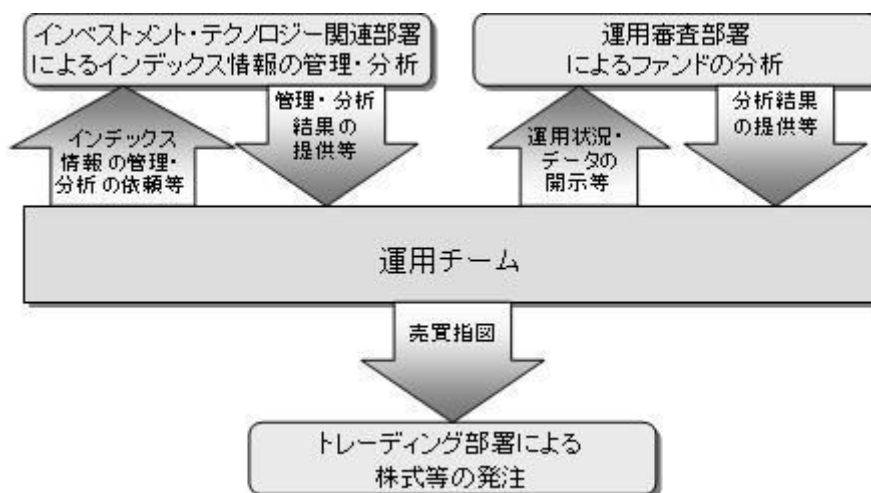 インベストメント・テクノロジー関連部署
によるインデックス情報の管理・分析
運用審査部署
によるファンドの分析
インデックス
情報の管理・
分析の依頼等
管理・分析
結果の
提供等
運用状況・
データの
開示等
分析結果
の提供等
運用チーム
売買指図
トレーディング部署による
株式等の発注